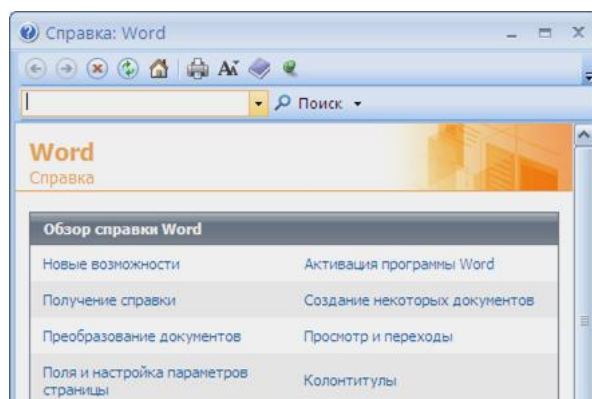 Справка: Word
Поиск
Word
Справка
Обзор справки Word
Новые возможности
Активация программы Word
Получение справки
Создание некоторых документов
Преобразование документов
Просмотр и переходы
Поля и настройка параметров
страницы
Колонтитулы